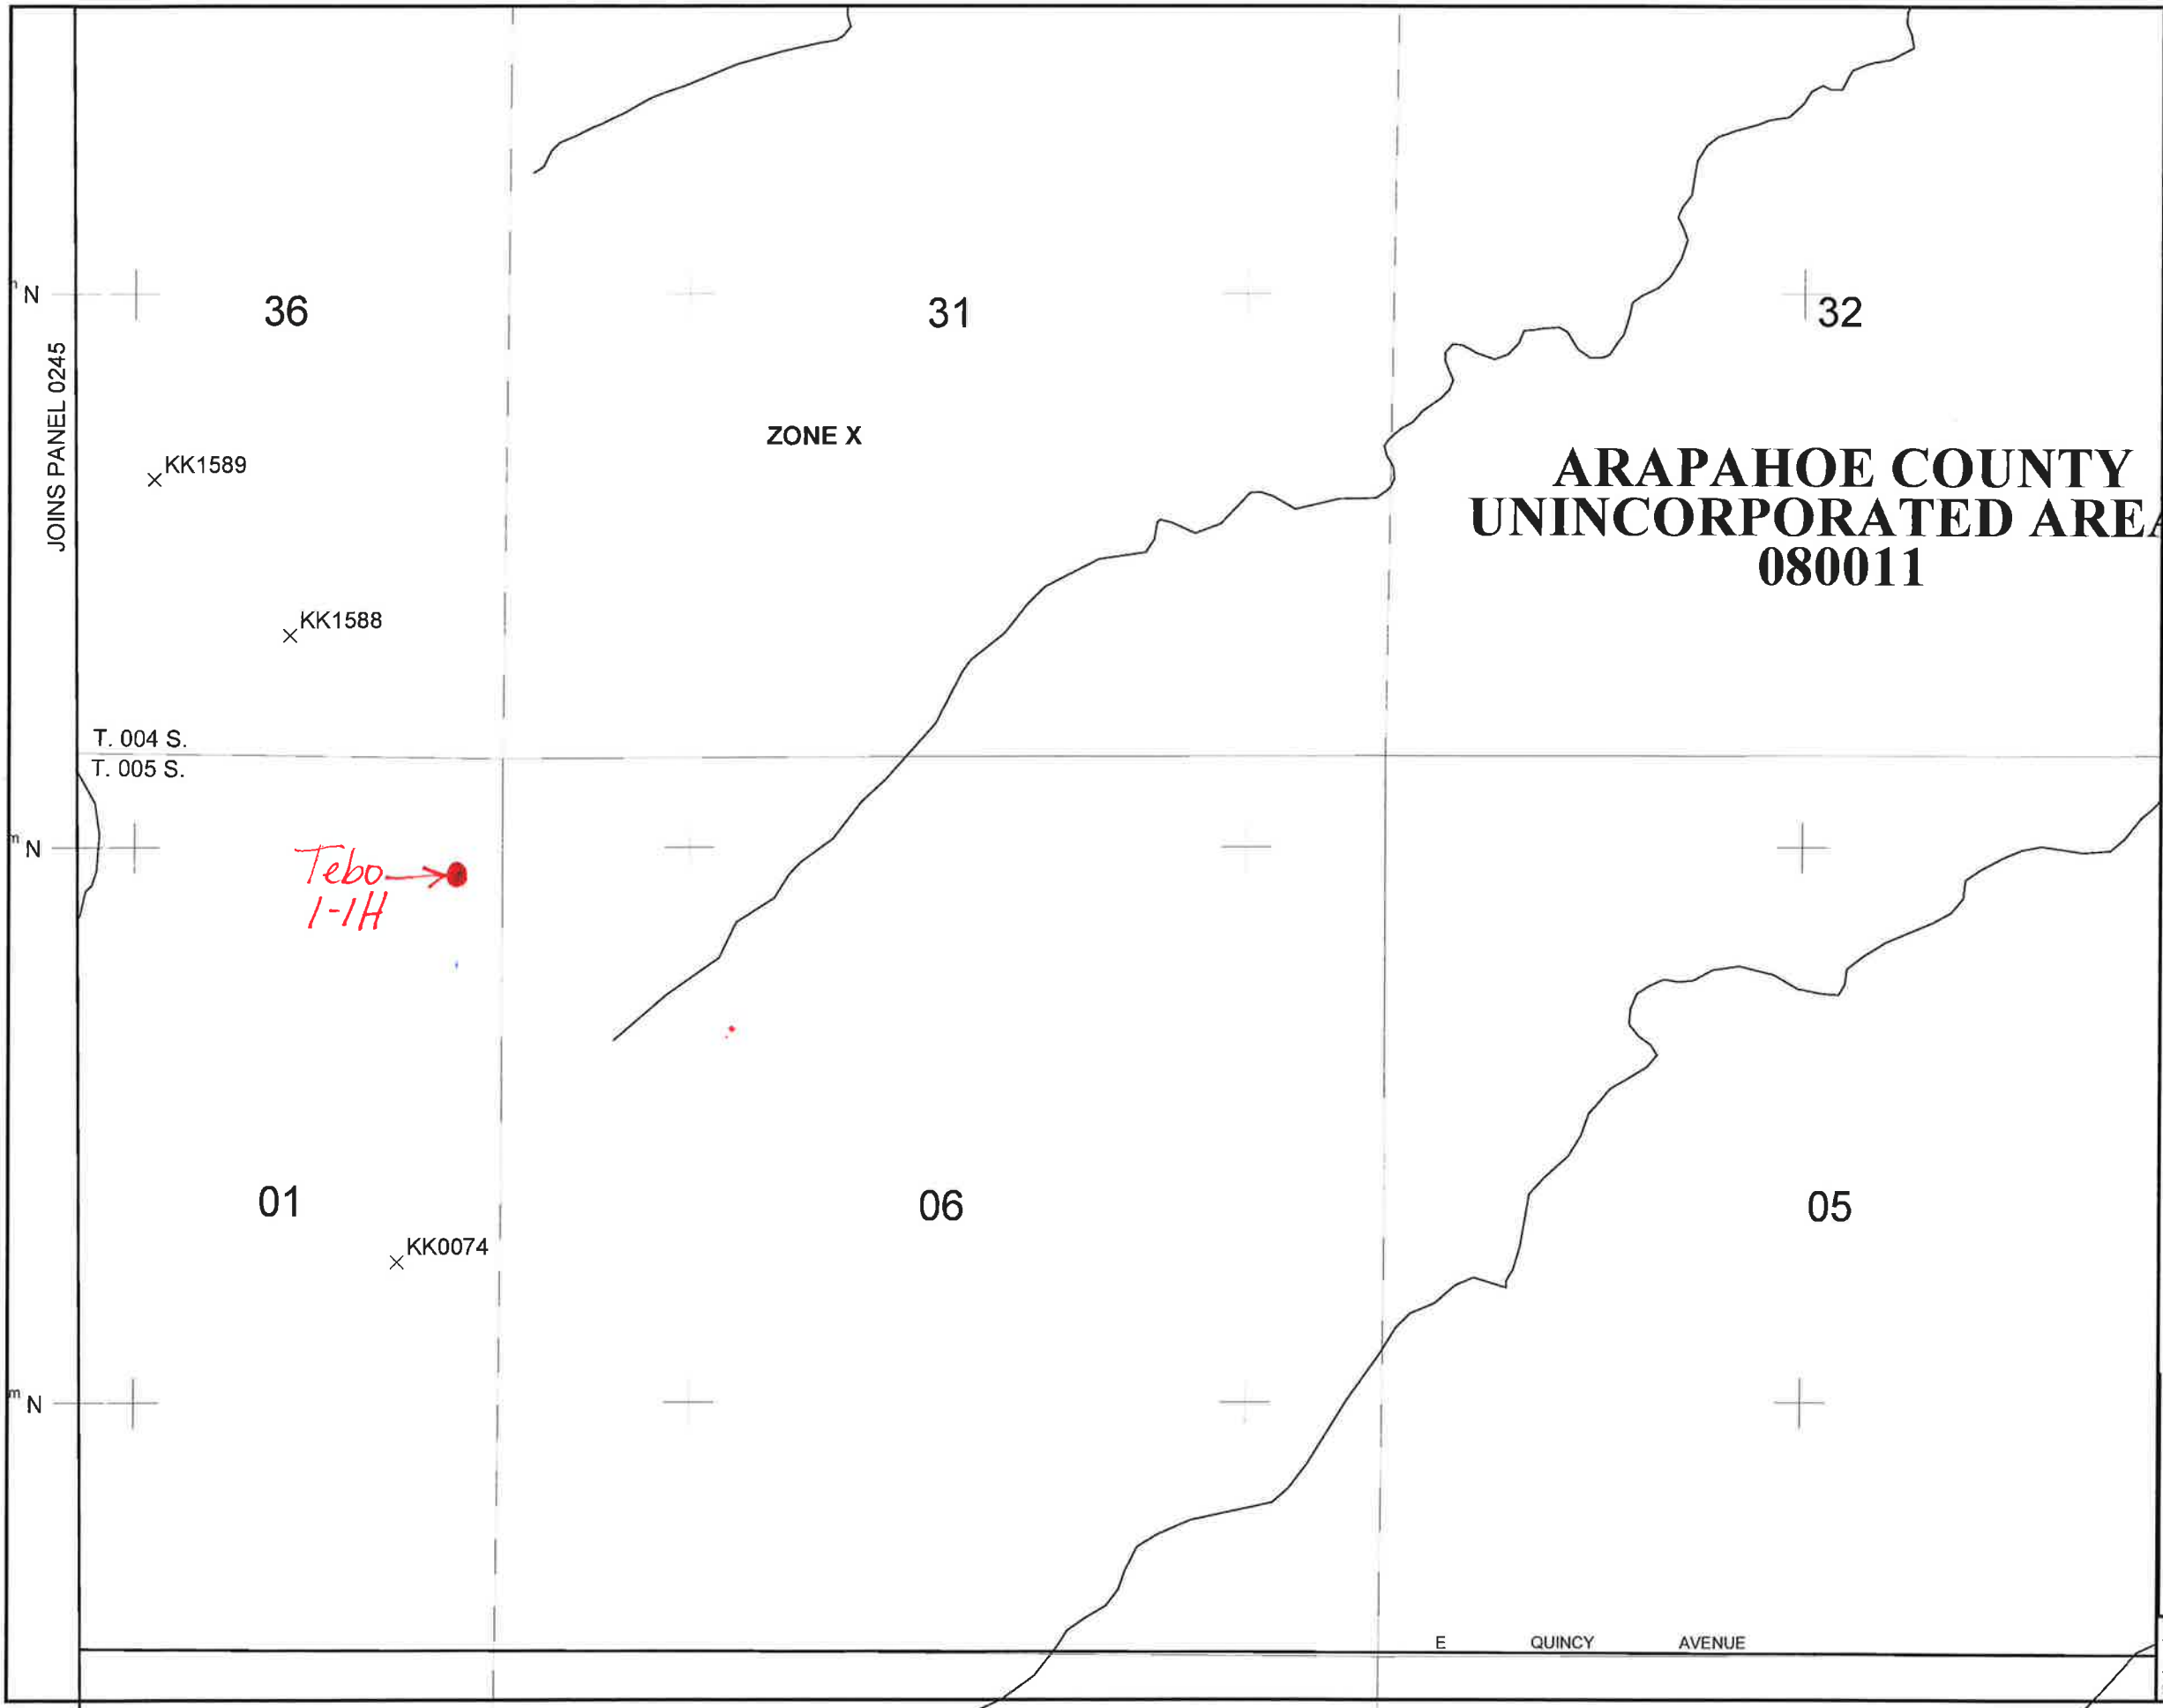 N
36
31
32
JOINS PANEL 0245
ZONE X
KK1589
ARAPAHOE COUNTY
UNINCORPORATED AREA
080011
KK1588
T. 004 S.
T. 005 S.
m N
Tebo
1-1H
01
06
05
KK0074
m N
E QUINCY AVENUE